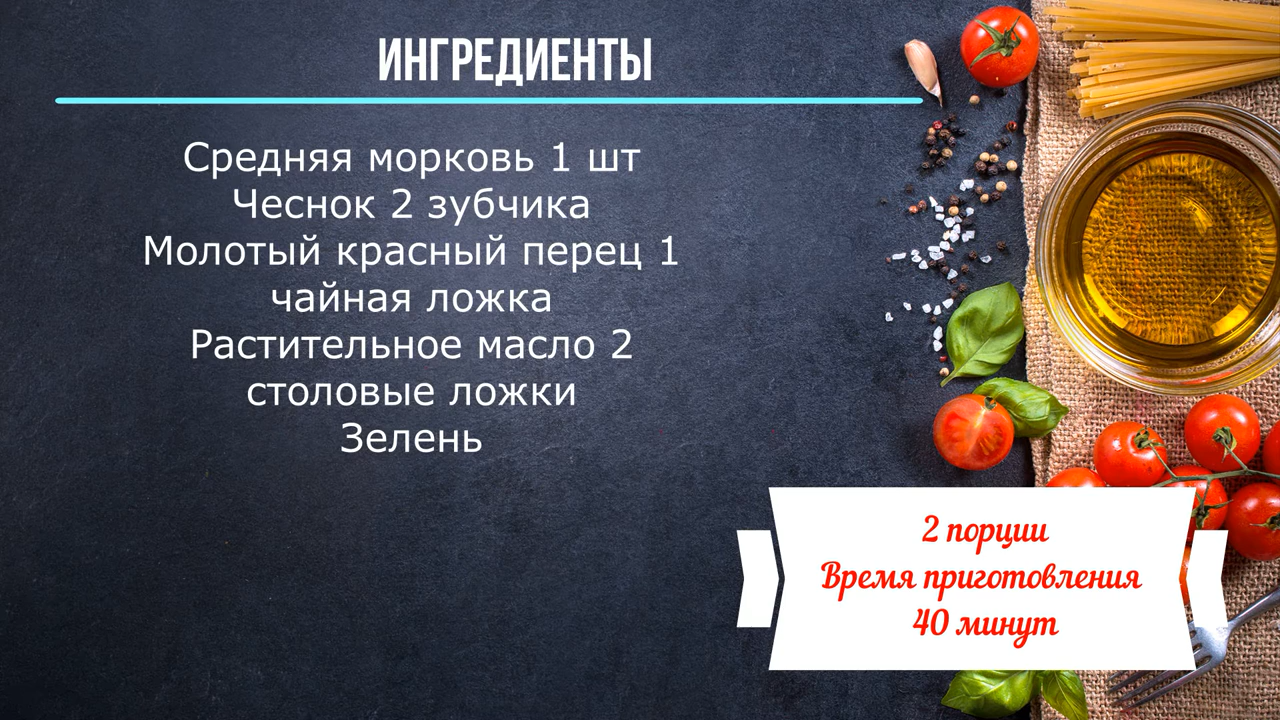 ИНГРЕДИЕНТЫ
Средняя морковь 1 шт
Чеснок 2 зубчика
Молотый красный перец 1
чайная ложка
Растительное масло 2
столовые ложки
Зелень
2 порции
Время приготовления
40 минут